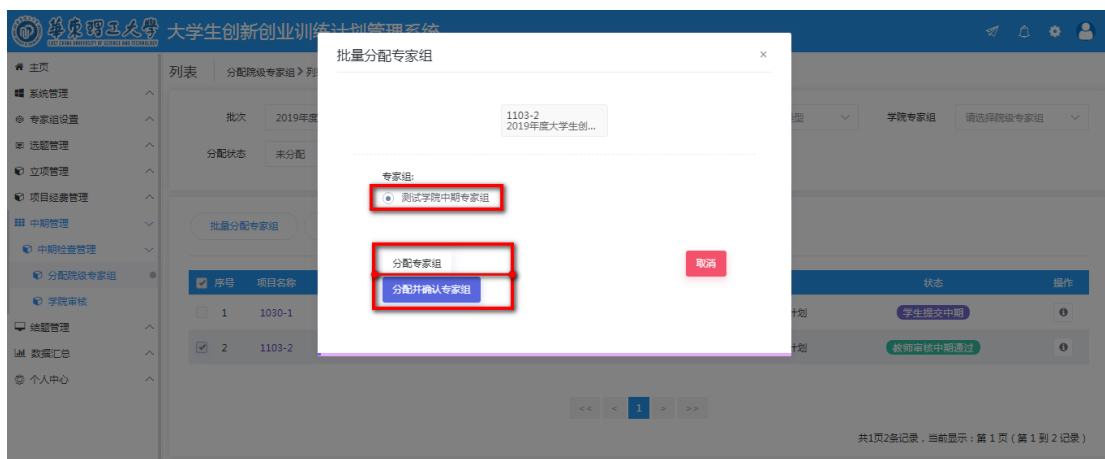 華東理工大學 大学生创新创业训练计划管理系统
EAST CHINA UNIVERSITY OF SCIENCE AND TECHNOLOGY
主页
系统管理
专家组设置
选题管理
立项管理
项目经费管理
中期管理
中期检查管理
分配院级专家组
学院审核
结题管理
数据汇总
个人中心
列表 分配院级专家组 > 列
批次 2019年度
学院专家组 请选择院级专家组
分配状态 未分配
批量分配专家组
序号 项目名称 状态 操作
1 1030-1 计划 学生提交中期
2 1103-2 计划 教师审核中期通过
<< < 1 > >>
共1页2条记录，当前显示：第 1 页 ( 第 1 到 2 记录 )
批量分配专家组 ×
1103-2
2019年度大学生创...
专家组:
测试学院中期专家组
分配专家组
取消
分配并确认专家组